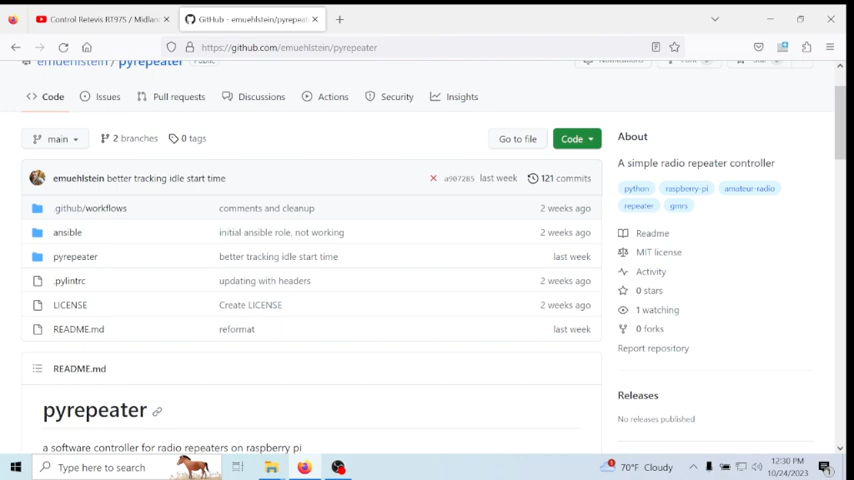 Control Retevis RT97S / Midlan
GitHub - emuehlstein/pyrepeat
https://github.com/emuehlstein/pyrepeater
emuehlstein / pyrepeater Public
Notifications Fork Star
Code Issues Pull requests Discussions Actions Security Insights
main 2 branches 0 tags Go to file Code
emuehlstein better tracking idle start time a907285 last week 121 commits
.github/workflows comments and cleanup 2 weeks ago
ansible initial ansible role, not working 2 weeks ago
pyrepeater better tracking idle start time last week
.pylintrc updating with headers 2 weeks ago
LICENSE Create LICENSE 2 weeks ago
README.md reformat last week
README.md
pyrepeater
a software controller for radio repeaters on raspberry pi
About
A simple radio repeater controller
python raspberry-pi amateur-radio
repeater gmrs
Readme
MIT license
Activity
0 stars
1 watching
0 forks
Report repository
Releases
No releases published
Type here to search
70°F Cloudy
12:30 PM
10/24/2023